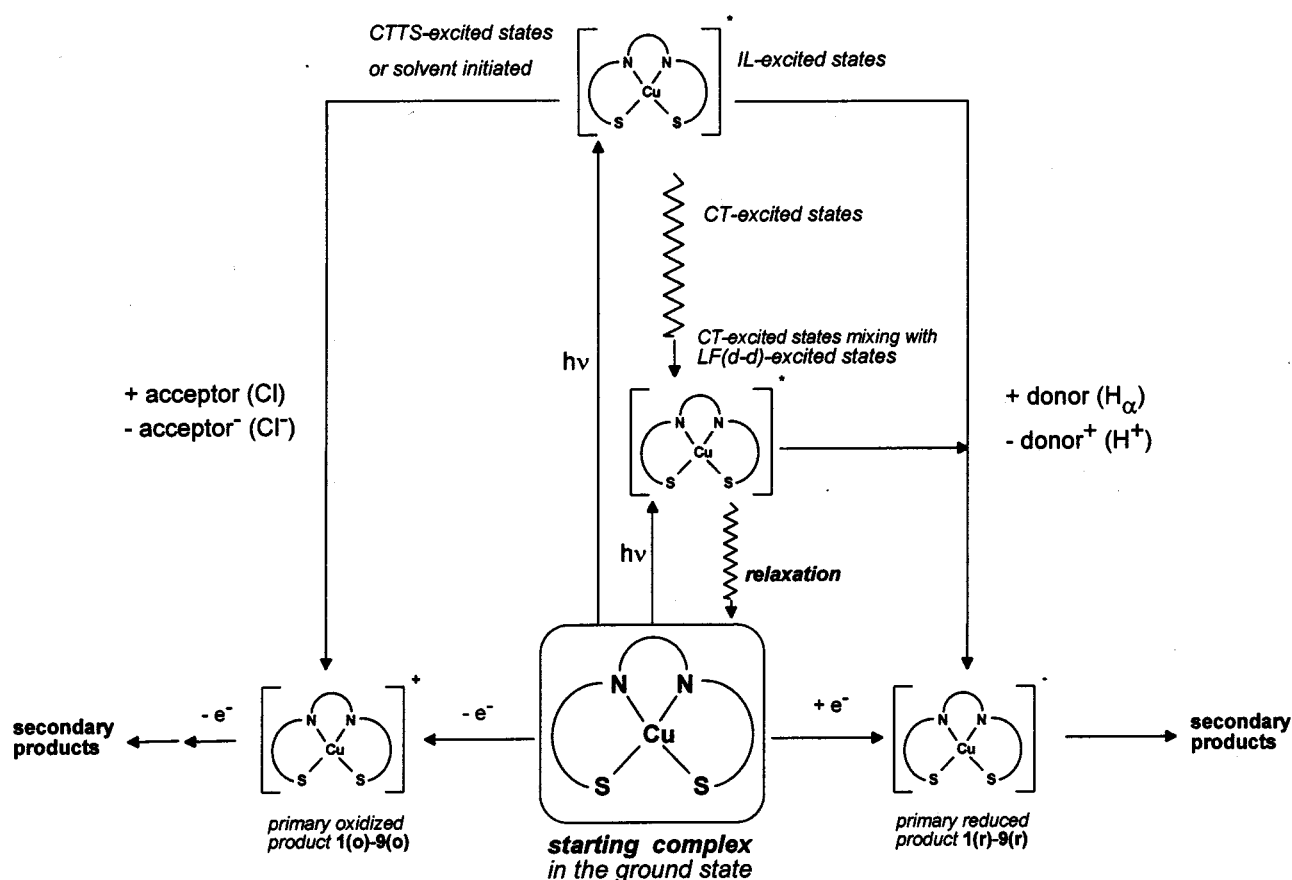 CTTS-excited states
or solvent initiated
*
N N
Cu
S S
IL-excited states
CT-excited states
CT-excited states mixing with
LF(d-d)-excited states
hν
+ acceptor (Cl)
- acceptor⁻ (Cl⁻)
*
N N
Cu
S S
+ donor (Hα)
- donor⁺ (H⁺)
hν
relaxation
secondary
products
- e⁻
+
N N
Cu
S S
- e⁻
N N
Cu
S S
+ e⁻
-
N N
Cu
S S
secondary
products
primary oxidized
product 1(o)-9(o)
starting complex
in the ground state
primary reduced
product 1(r)-9(r)